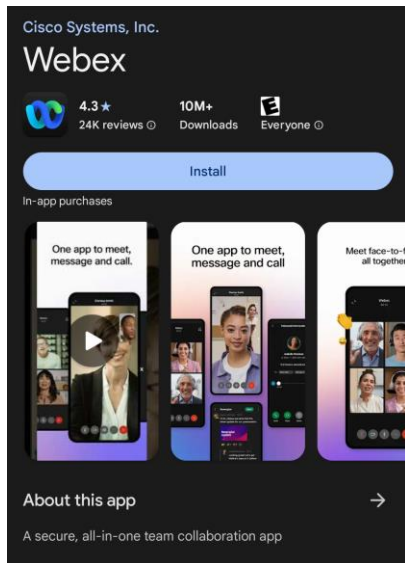 Cisco Systems, Inc.
Webex
4.3★
24K reviews
10M+
Downloads
E
Everyone
Install
In-app purchases
One app to meet,
message and call.
One app to meet,
message and call
Meet face-to-f
all togethe
Webex
About this app
A secure, all-in-one team collaboration app